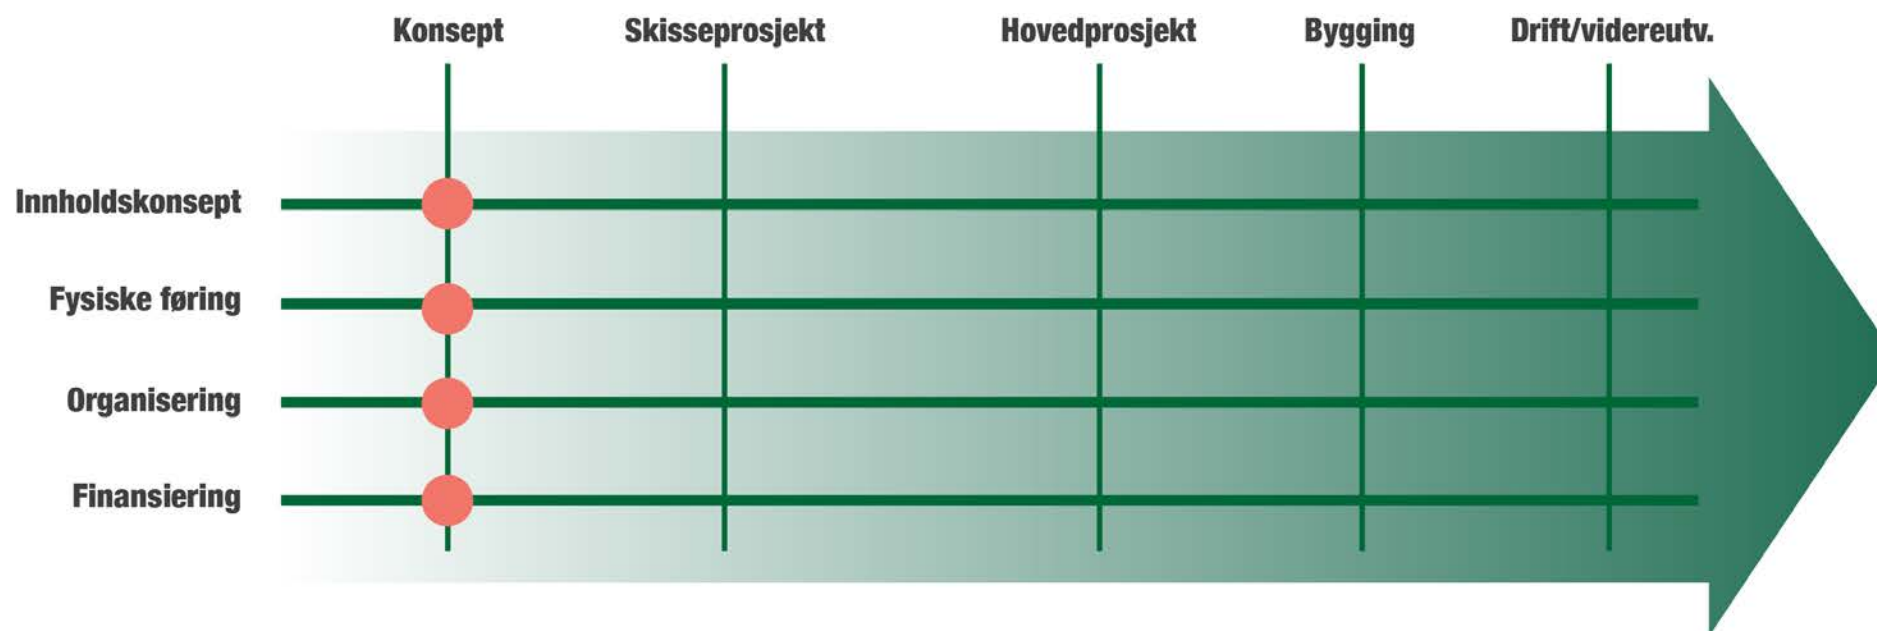 Konsept Skisseprosjekt Hovedprosjekt Bygging Drift/videreutv.
Innholdskonsept
Fysiske føring
Organisering
Finansiering